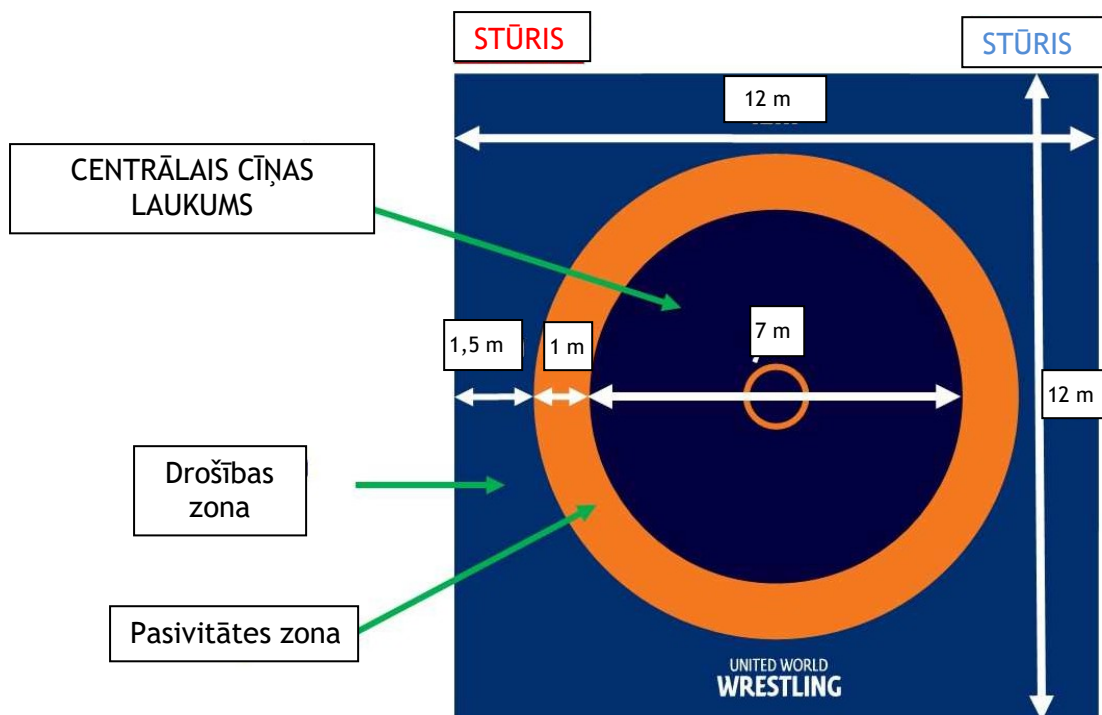 STŪRIS
STŪRIS
12 m
CENTRĀLAIS CĪŅAS
LAUKUMS
1,5 m
1 m
7 m
12 m
Drošības
zona
Pasivitātes zona
UNITED WORLD
WRESTLING